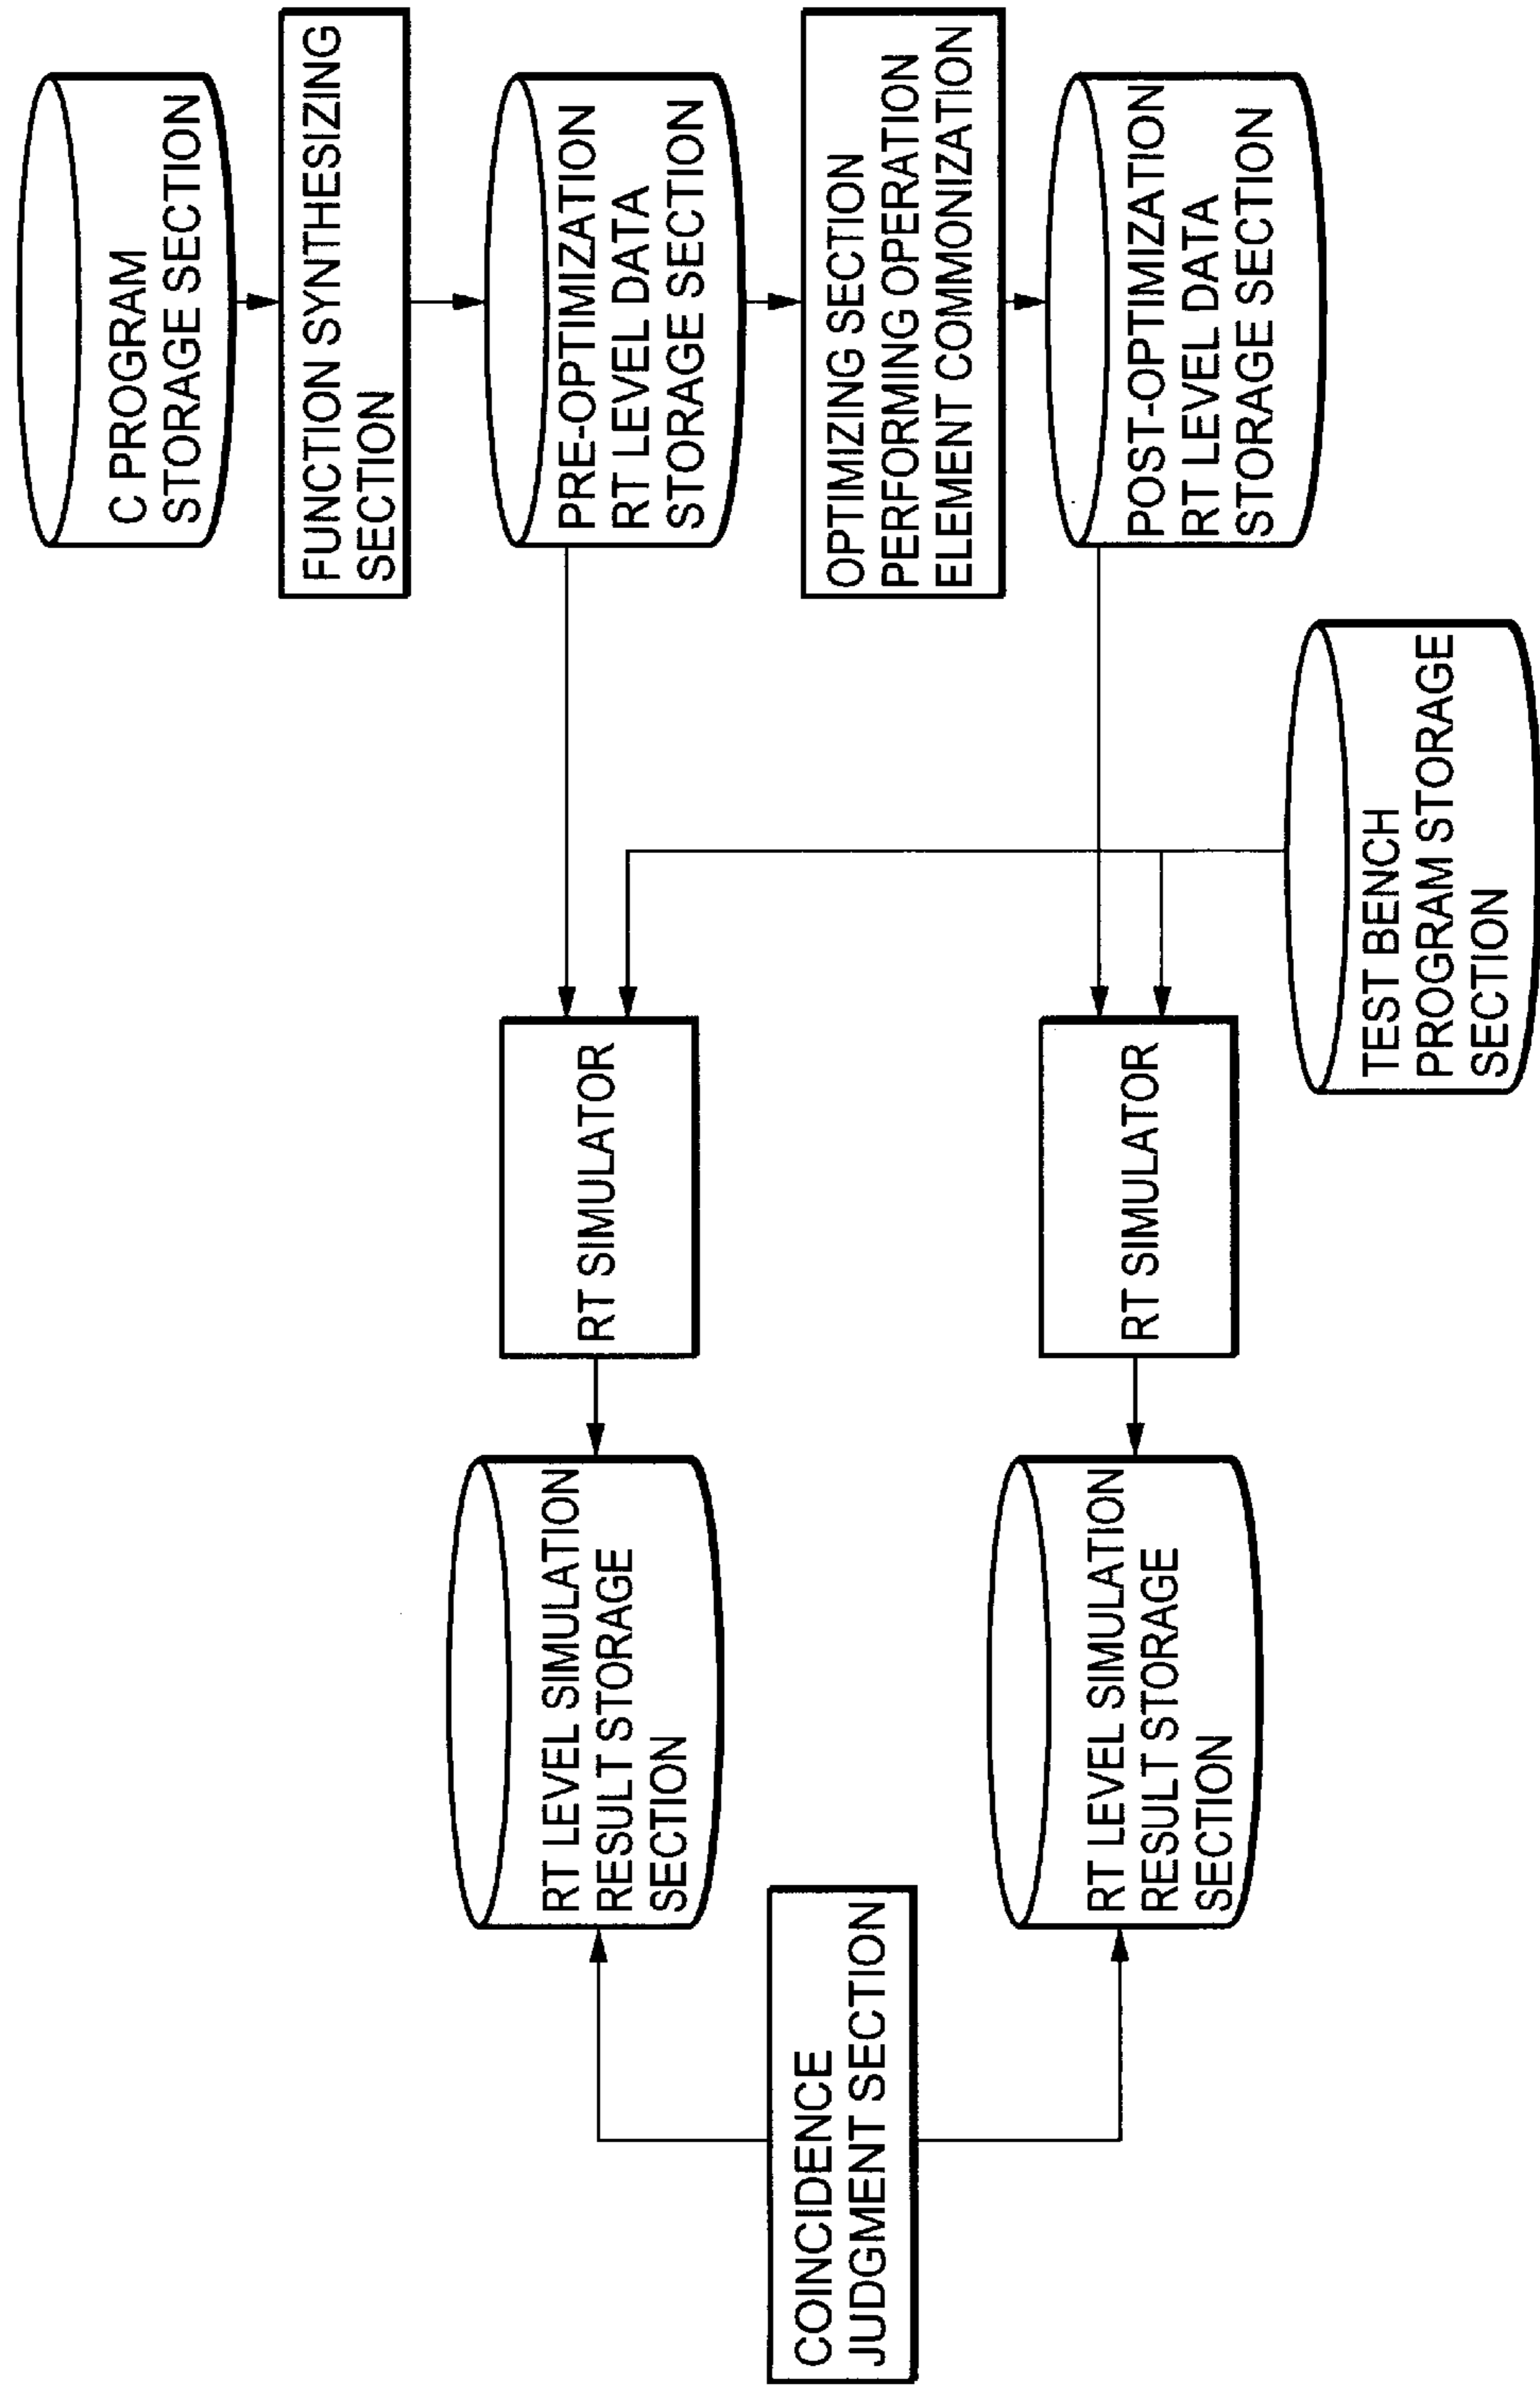 C PROGRAM
STORAGE SECTION
FUNCTION SYNTHESIZING
SECTION
PRE-OPTIMIZATION
RT LEVEL DATA
STORAGE SECTION
OPTIMIZING SECTION
PERFORMING OPERATION
ELEMENT COMMONIZATION
POST-OPTIMIZATION
RT LEVEL DATA
STORAGE SECTION
TEST BENCH
PROGRAM STORAGE
SECTION
RT SIMULATOR
RT SIMULATOR
RT LEVEL SIMULATION
RESULT STORAGE
SECTION
RT LEVEL SIMULATION
RESULT STORAGE
SECTION
COINCIDENCE
JUDGMENT SECTION